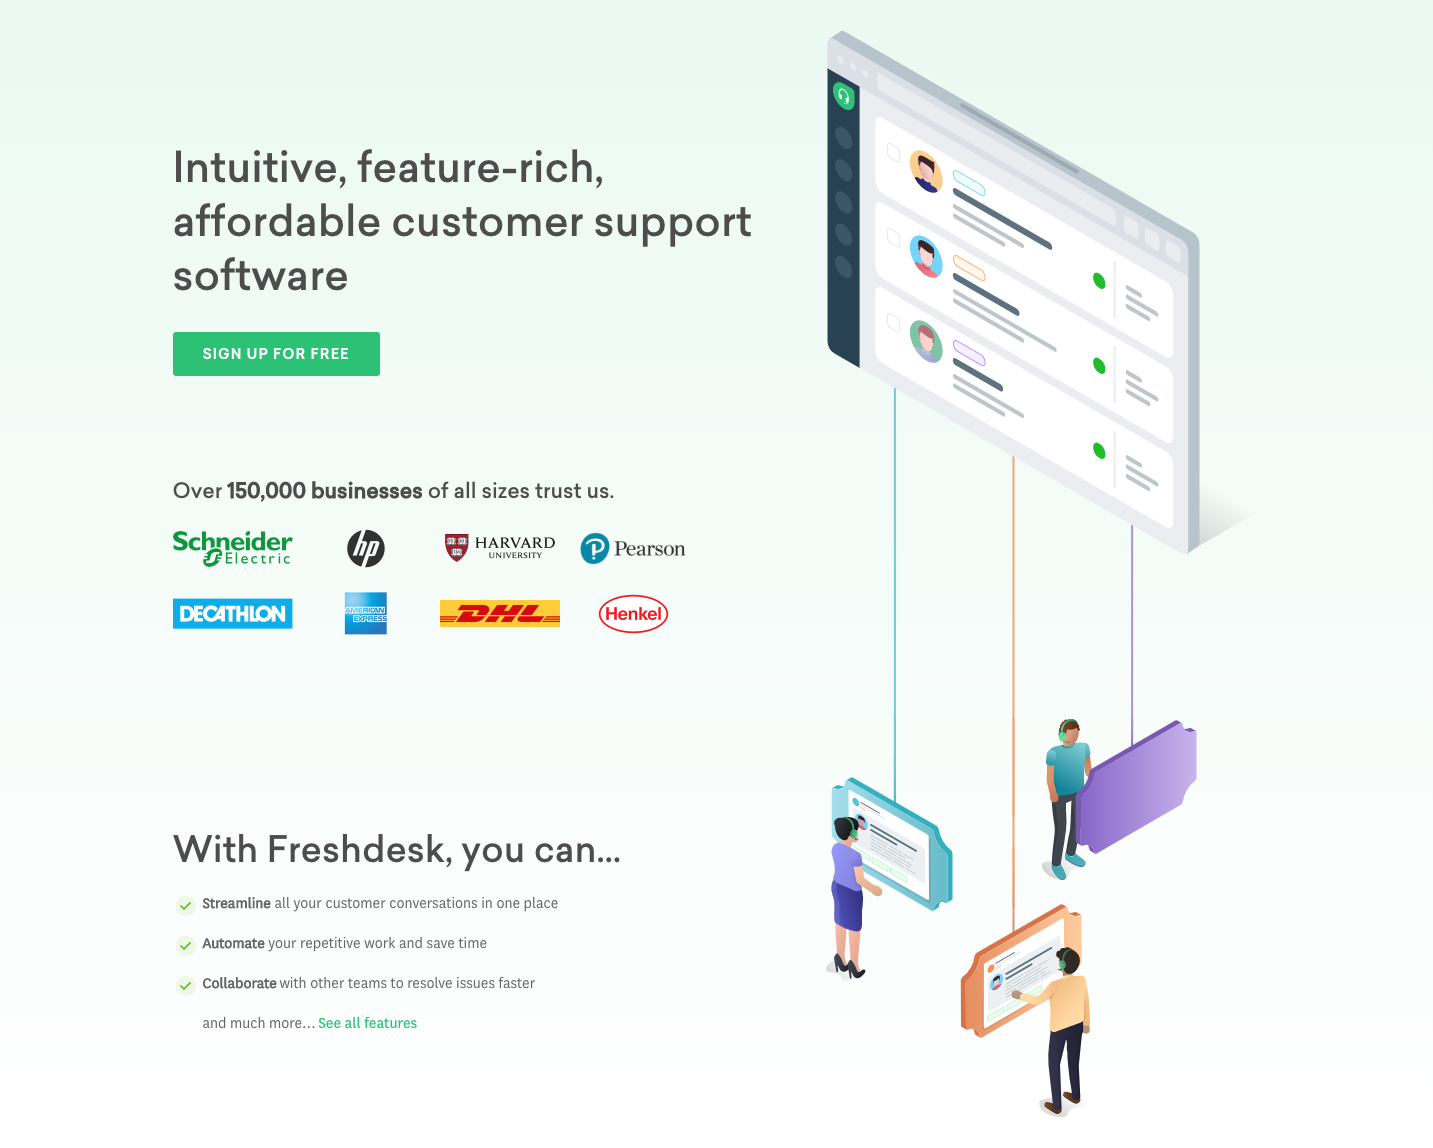 Intuitive, feature-rich,
affordable customer support
software
SIGN UP FOR FREE
Over 150,000 businesses of all sizes trust us.
Schneider
Electric
hp
HARVARD
UNIVERSITY
Pearson
DECATHLON
AMERICAN
EXPRESS
DHL
Henkel
With Freshdesk, you can...
Streamline all your customer conversations in one place
Automate your repetitive work and save time
Collaborate with other teams to resolve issues faster
and much more... See all features